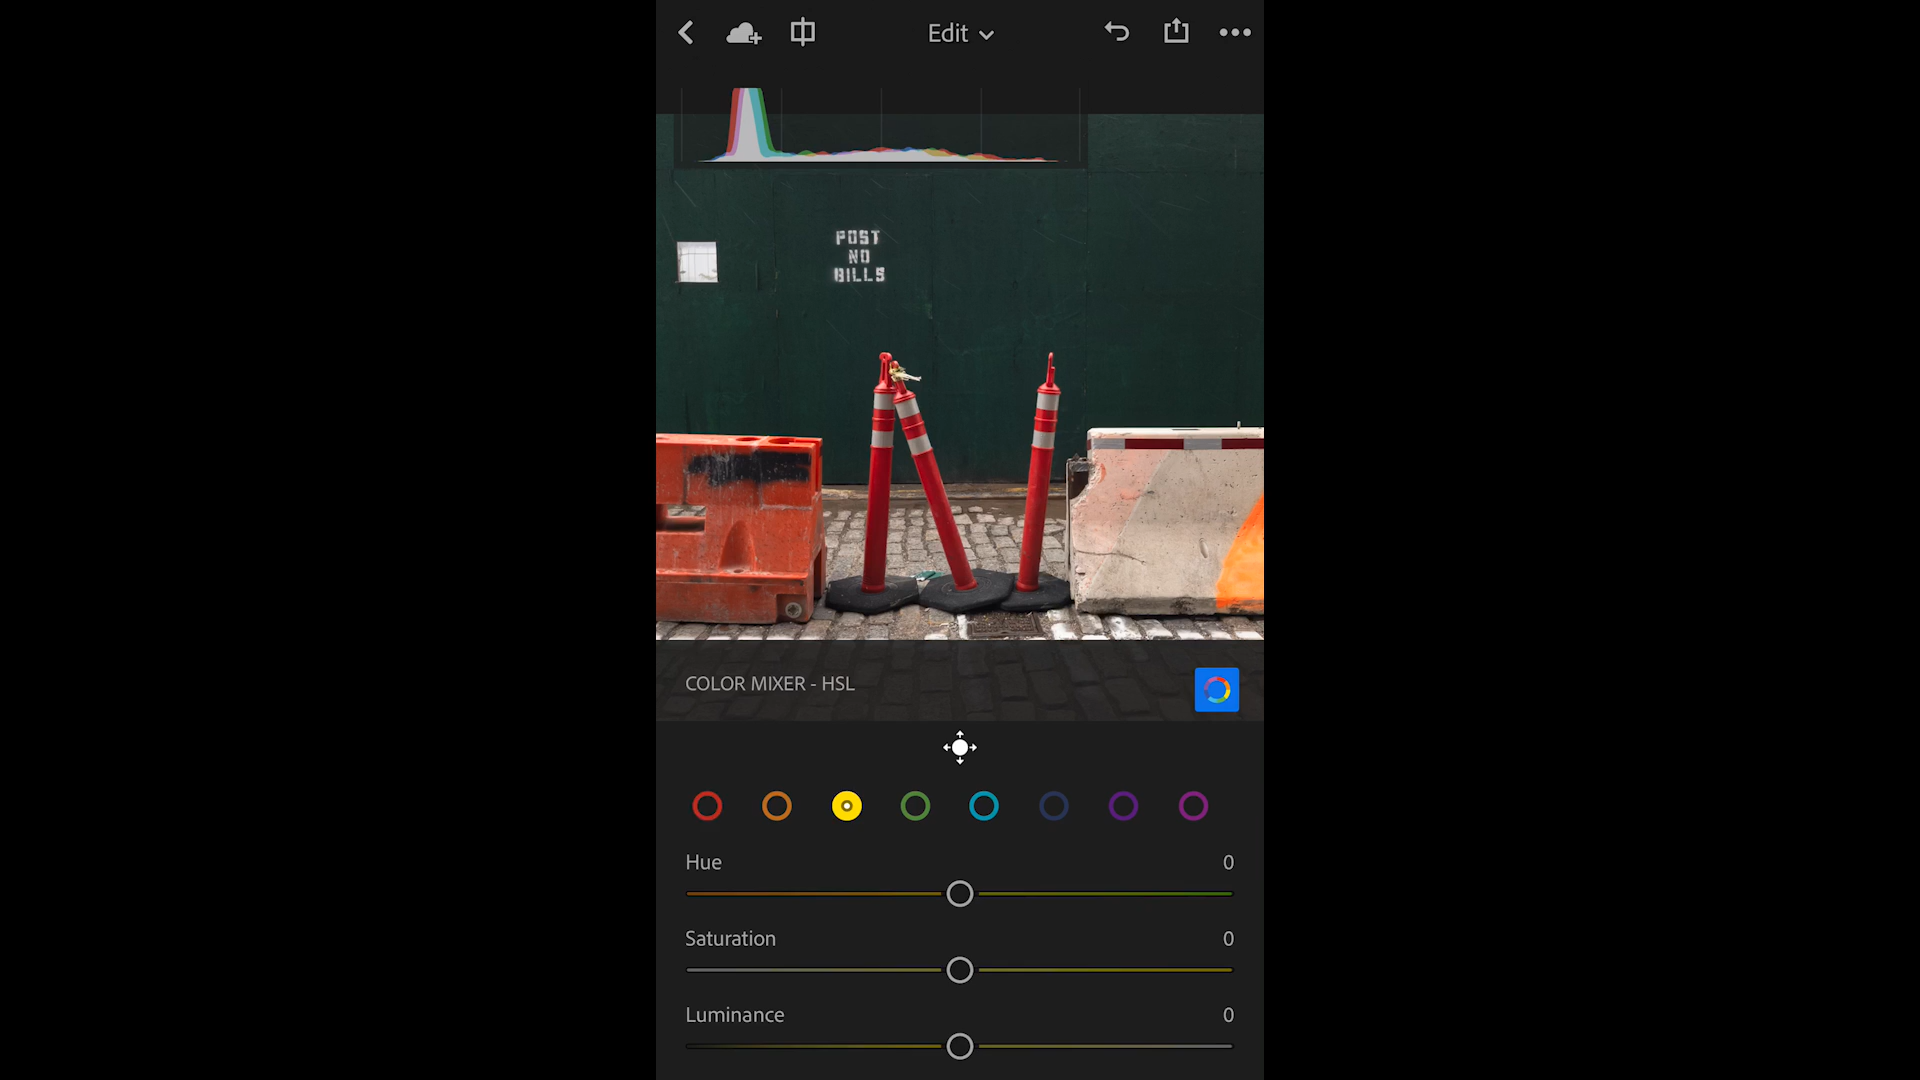 Edit
POST
NO
BILLS
COLOR MIXER - HSL
Hue 0
Saturation 0
Luminance 0